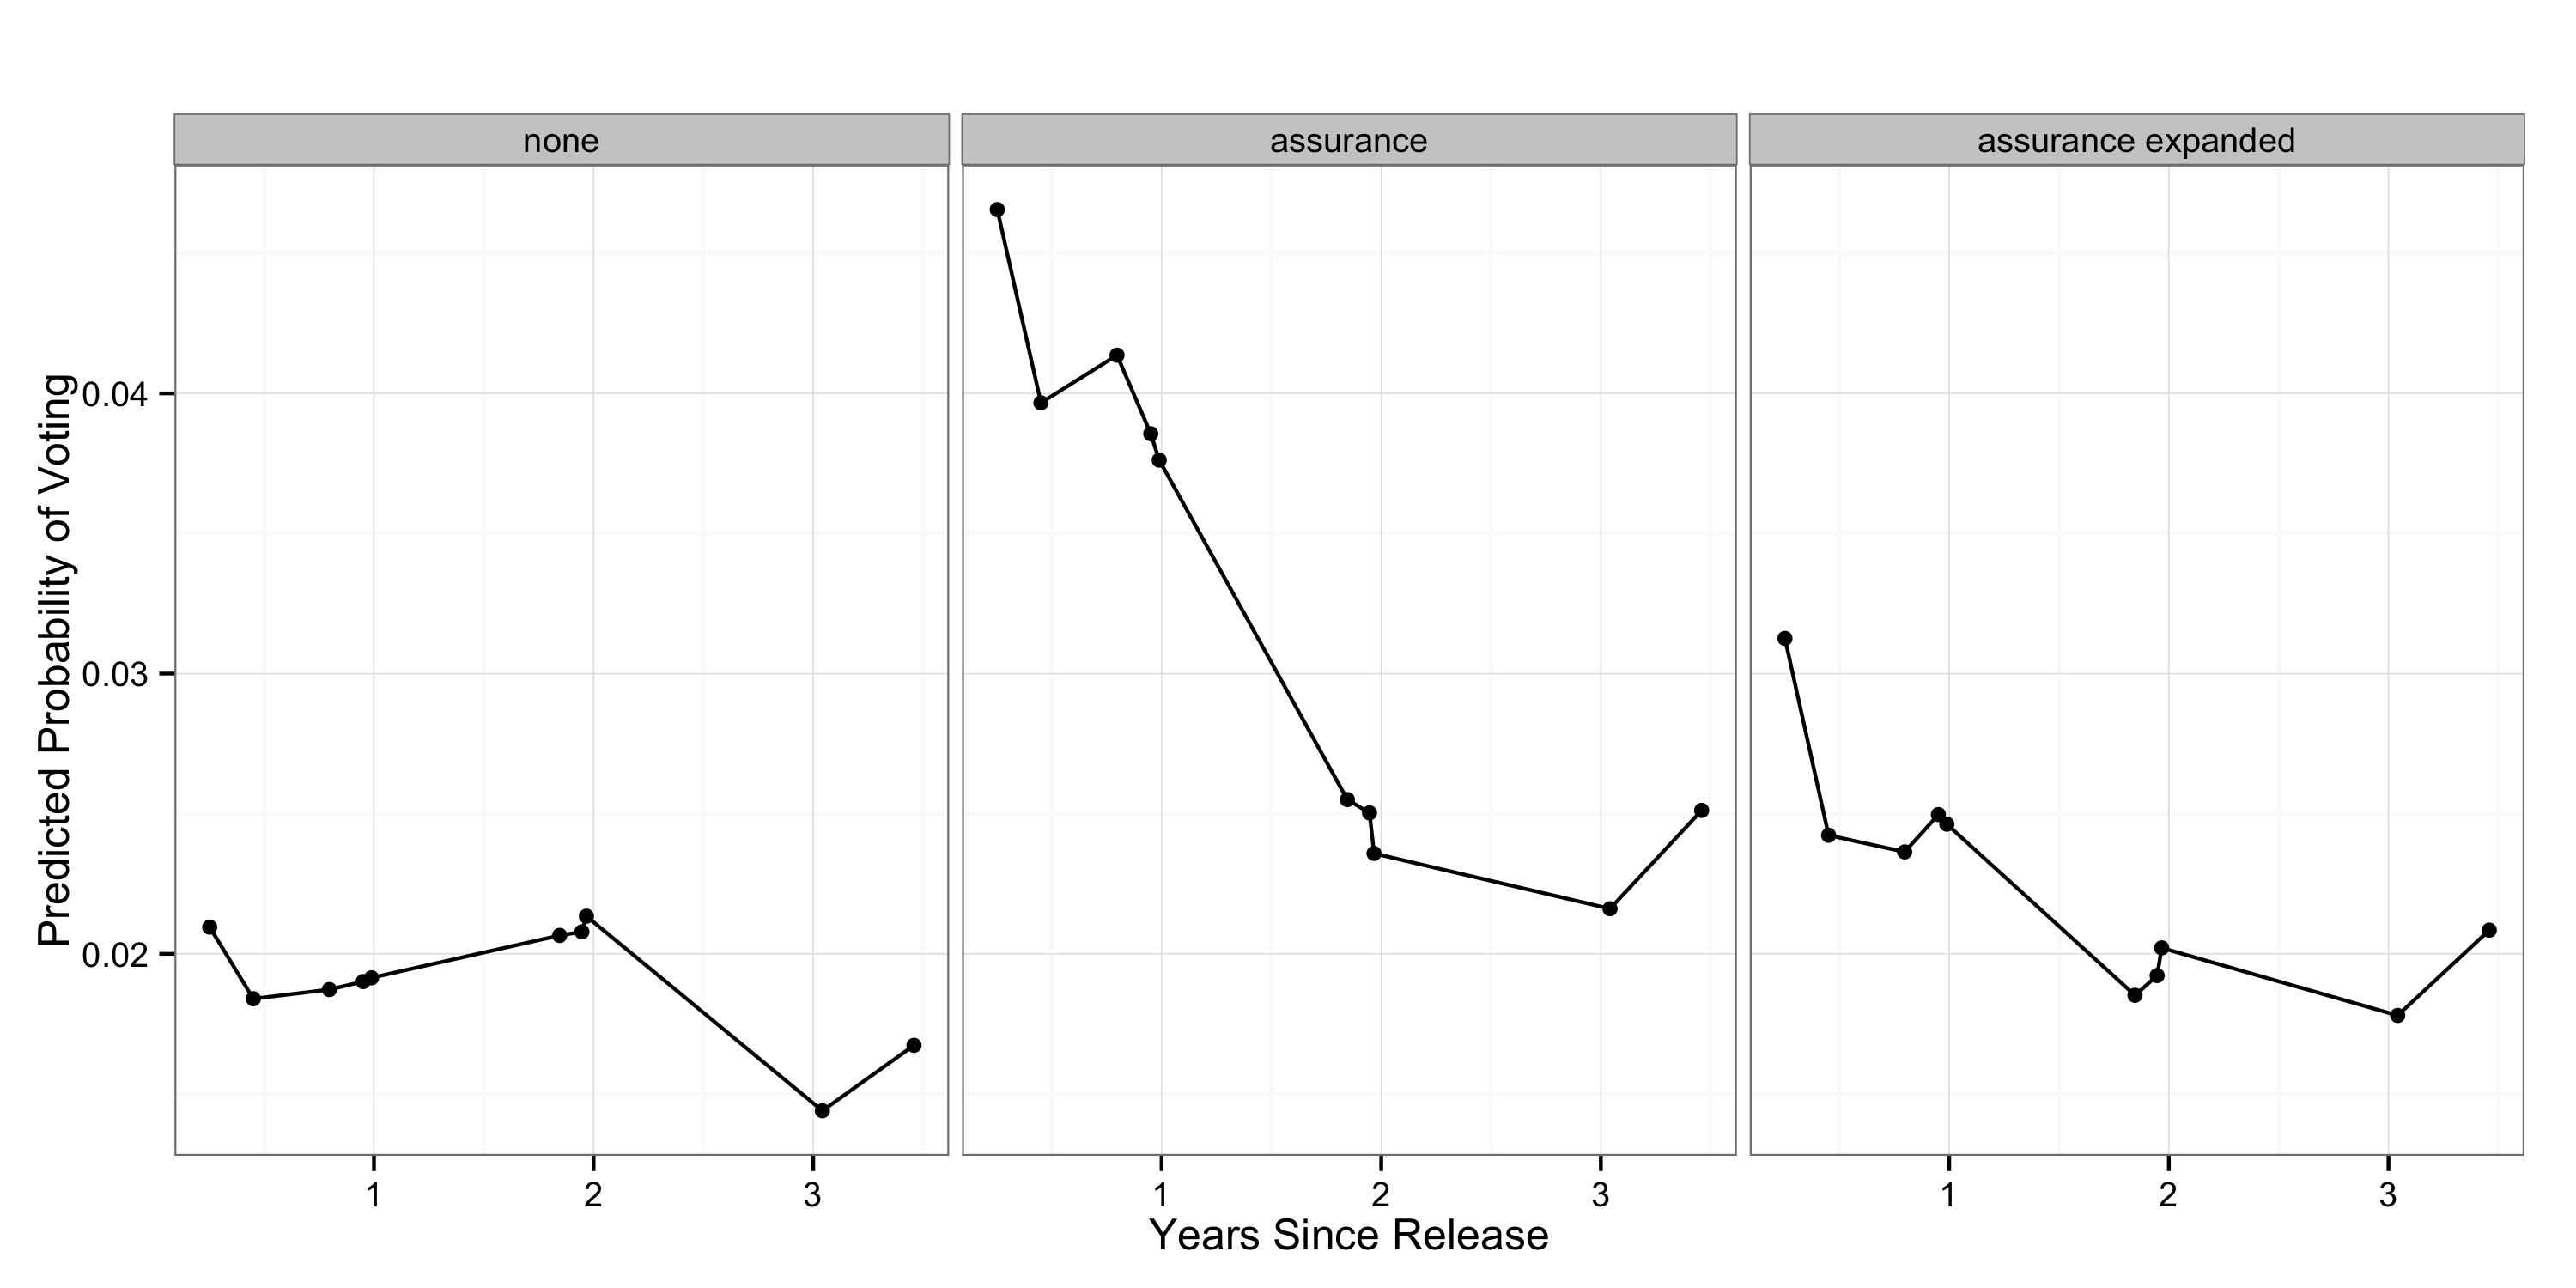 none
assurance
assurance expanded
Predicted Probability of Voting
0.04
0.03
0.02
1 2 3
1 2 3
1 2 3
Years Since Release